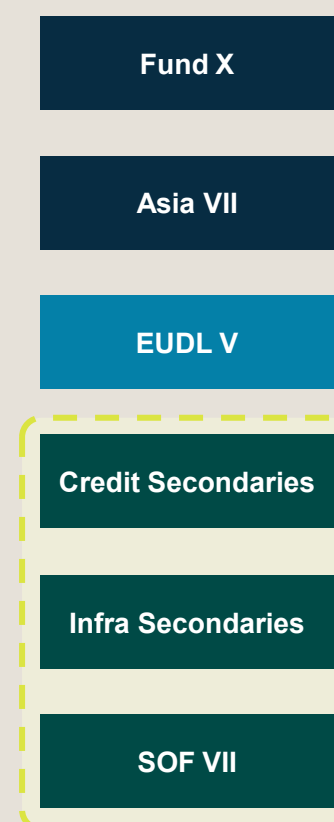 Fund X
Asia VII
EUDL V
Credit Secondaries
Infra Secondaries
SOF VII